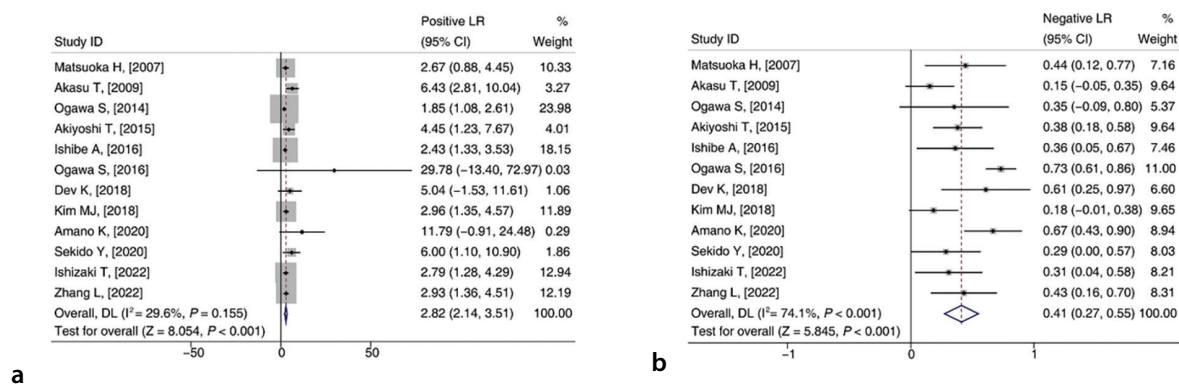 Positive LR %
Study ID (95% CI) Weight
Matsuoka H, [2007] 2.67 (0.88, 4.45) 10.33
Akasu T, [2009] 6.43 (2.81, 10.04) 3.27
Ogawa S, [2014] 1.85 (1.08, 2.61) 23.98
Akiyoshi T, [2015] 4.45 (1.23, 7.67) 4.01
Ishibe A, [2016] 2.43 (1.33, 3.53) 18.15
Ogawa S, [2016] 29.78 (−13.40, 72.97) 0.03
Dev K, [2018] 5.04 (−1.53, 11.61) 1.06
Kim MJ, [2018] 2.96 (1.35, 4.57) 11.89
Amano K, [2020] 11.79 (−0.91, 24.48) 0.29
Sekido Y, [2020] 6.00 (1.10, 10.90) 1.86
Ishizaki T, [2022] 2.79 (1.28, 4.29) 12.94
Zhang L, [2022] 2.93 (1.36, 4.51) 12.19
Overall, DL (I²= 29.6%, P = 0.155) 2.82 (2.14, 3.51) 100.00
Test for overall (Z = 8.054, P < 0.001)
−50 0 50
a
Negative LR %
Study ID (95% CI) Weight
Matsuoka H, [2007] 0.44 (0.12, 0.77) 7.16
Akasu T, [2009] 0.15 (−0.05, 0.35) 9.64
Ogawa S, [2014] 0.35 (−0.09, 0.80) 5.37
Akiyoshi T, [2015] 0.38 (0.18, 0.58) 9.64
Ishibe A, [2016] 0.36 (0.05, 0.67) 7.46
Ogawa S, [2016] 0.73 (0.61, 0.86) 11.00
Dev K, [2018] 0.61 (0.25, 0.97) 6.60
Kim MJ, [2018] 0.18 (−0.01, 0.38) 9.65
Amano K, [2020] 0.67 (0.43, 0.90) 8.94
Sekido Y, [2020] 0.29 (0.00, 0.57) 8.03
Ishizaki T, [2022] 0.31 (0.04, 0.58) 8.21
Zhang L, [2022] 0.43 (0.16, 0.70) 8.31
Overall, DL (I²= 74.1%, P < 0.001) 0.41 (0.27, 0.55) 100.00
Test for overall (Z = 5.845, P < 0.001)
−1 0 1
b